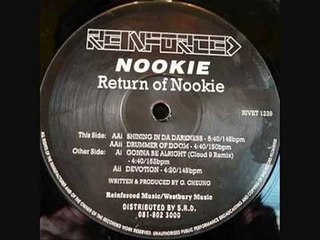 REINFORCED
NOOKIE
Return of Nookie
RIVET 1239
This Side: AAi SHINING IN DA DARKNESS - 5:40/148bpm
AAii DRUMMER OF DOOM - 4:40/150bpm
Other Side: Ai GONNA BE ALRIGHT (Cloud 9 Remix)
- 4:40/152bpm
Aii DEVOTION - 4:20/148bpm
WRITTEN & PRODUCED BY G. CHEUNG
Reinforced Music/Westbury Music
DISTRIBUTED BY S.R.D.
081-802 3000